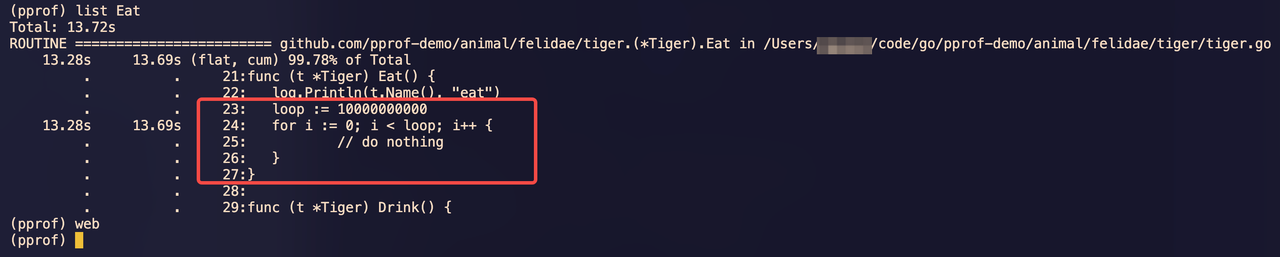 (pprof) list Eat
Total: 13.72s
ROUTINE ======================== github.com/pprof-demo/animal/felidae/tiger.(*Tiger).Eat in /Users/ /code/go/pprof-demo/animal/felidae/tiger/tiger.go
13.28s 13.69s (flat, cum) 99.78% of Total
. . 21:func (t *Tiger) Eat() {
. . 22: log.Println(t.Name(), "eat")
. . 23: loop := 10000000000
13.28s 13.69s 24: for i := 0; i < loop; i++ {
. . 25: // do nothing
. . 26: }
. . 27:}
. . 28:
. . 29:func (t *Tiger) Drink() {
(pprof) web
(pprof)